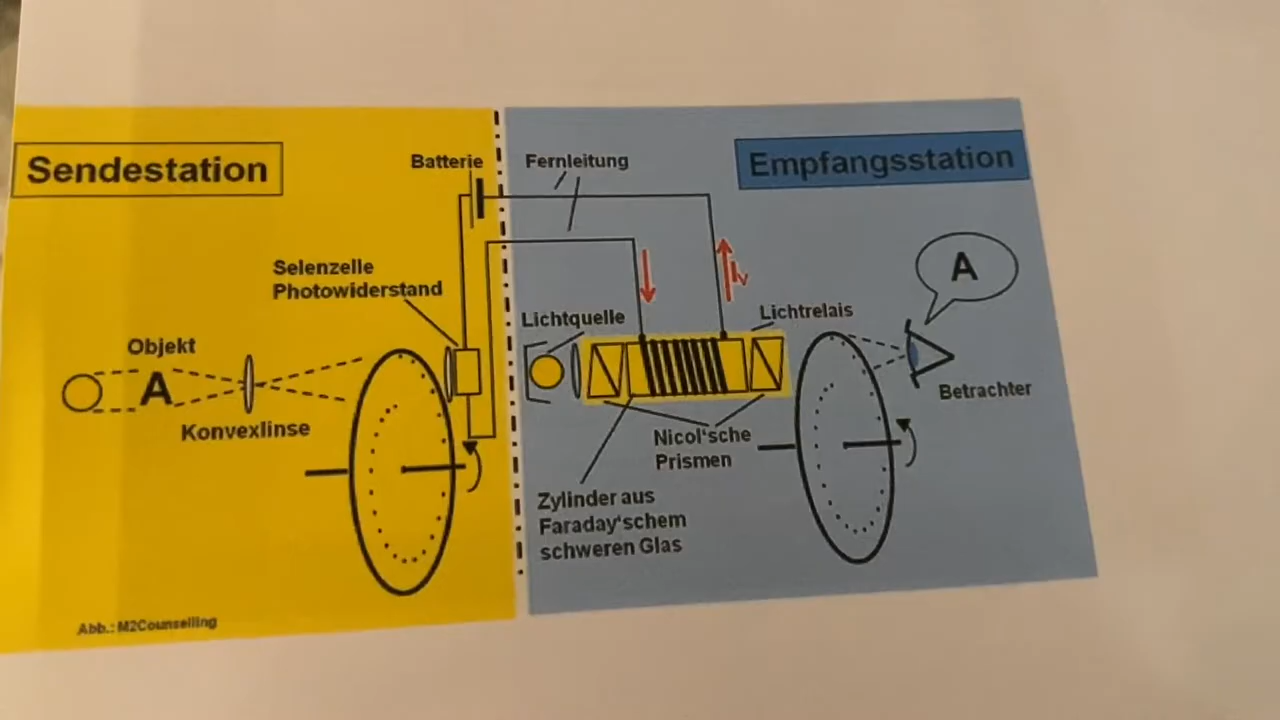 Sendestation
Batterie
Fernleitung
Empfangsstation
Selenzelle
Photowiderstand
A
Iv
Lichtquelle
Lichtrelais
Objekt
A
Konvexlinse
Betrachter
Nicol'sche
Prismen
Zylinder aus
Faraday'schem
schweren Glas
Abb.: M2Counselling